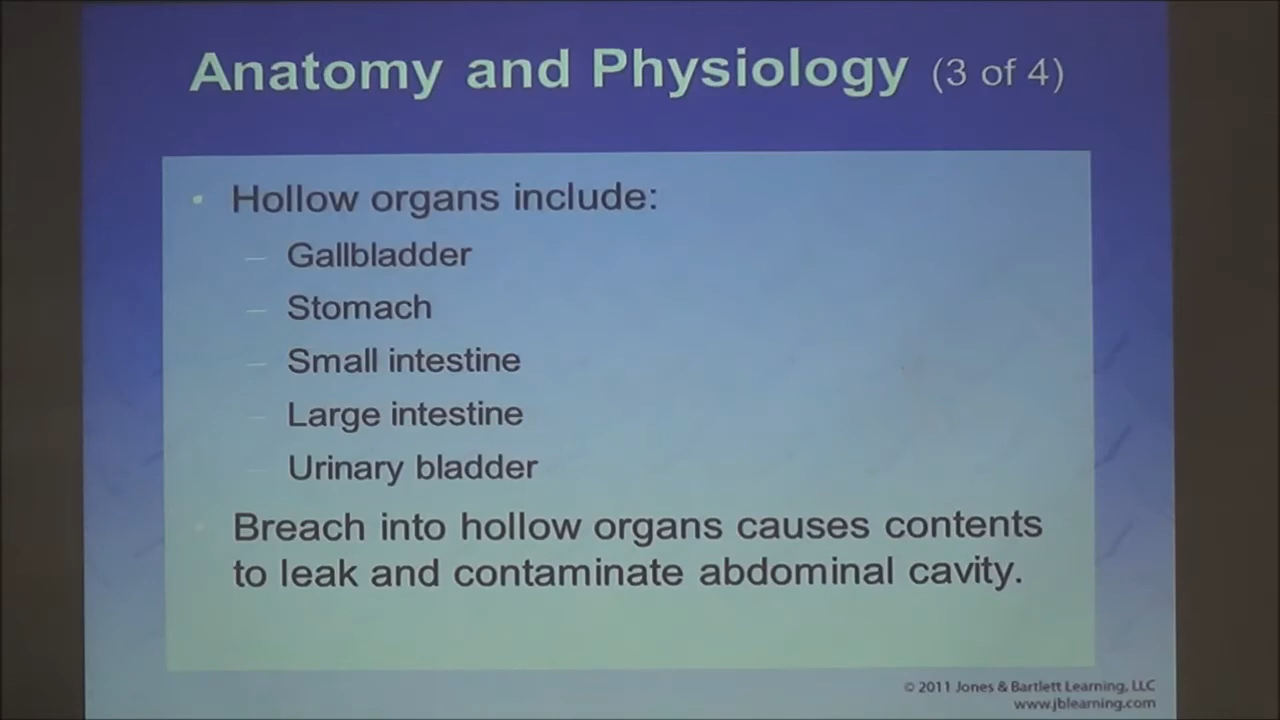 Anatomy and Physiology (3 of 4)
• Hollow organs include:
– Gallbladder
– Stomach
– Small intestine
– Large intestine
– Urinary bladder
• Breach into hollow organs causes contents
to leak and contaminate abdominal cavity.
© 2011 Jones & Bartlett Learning, LLC
www.jblearning.com